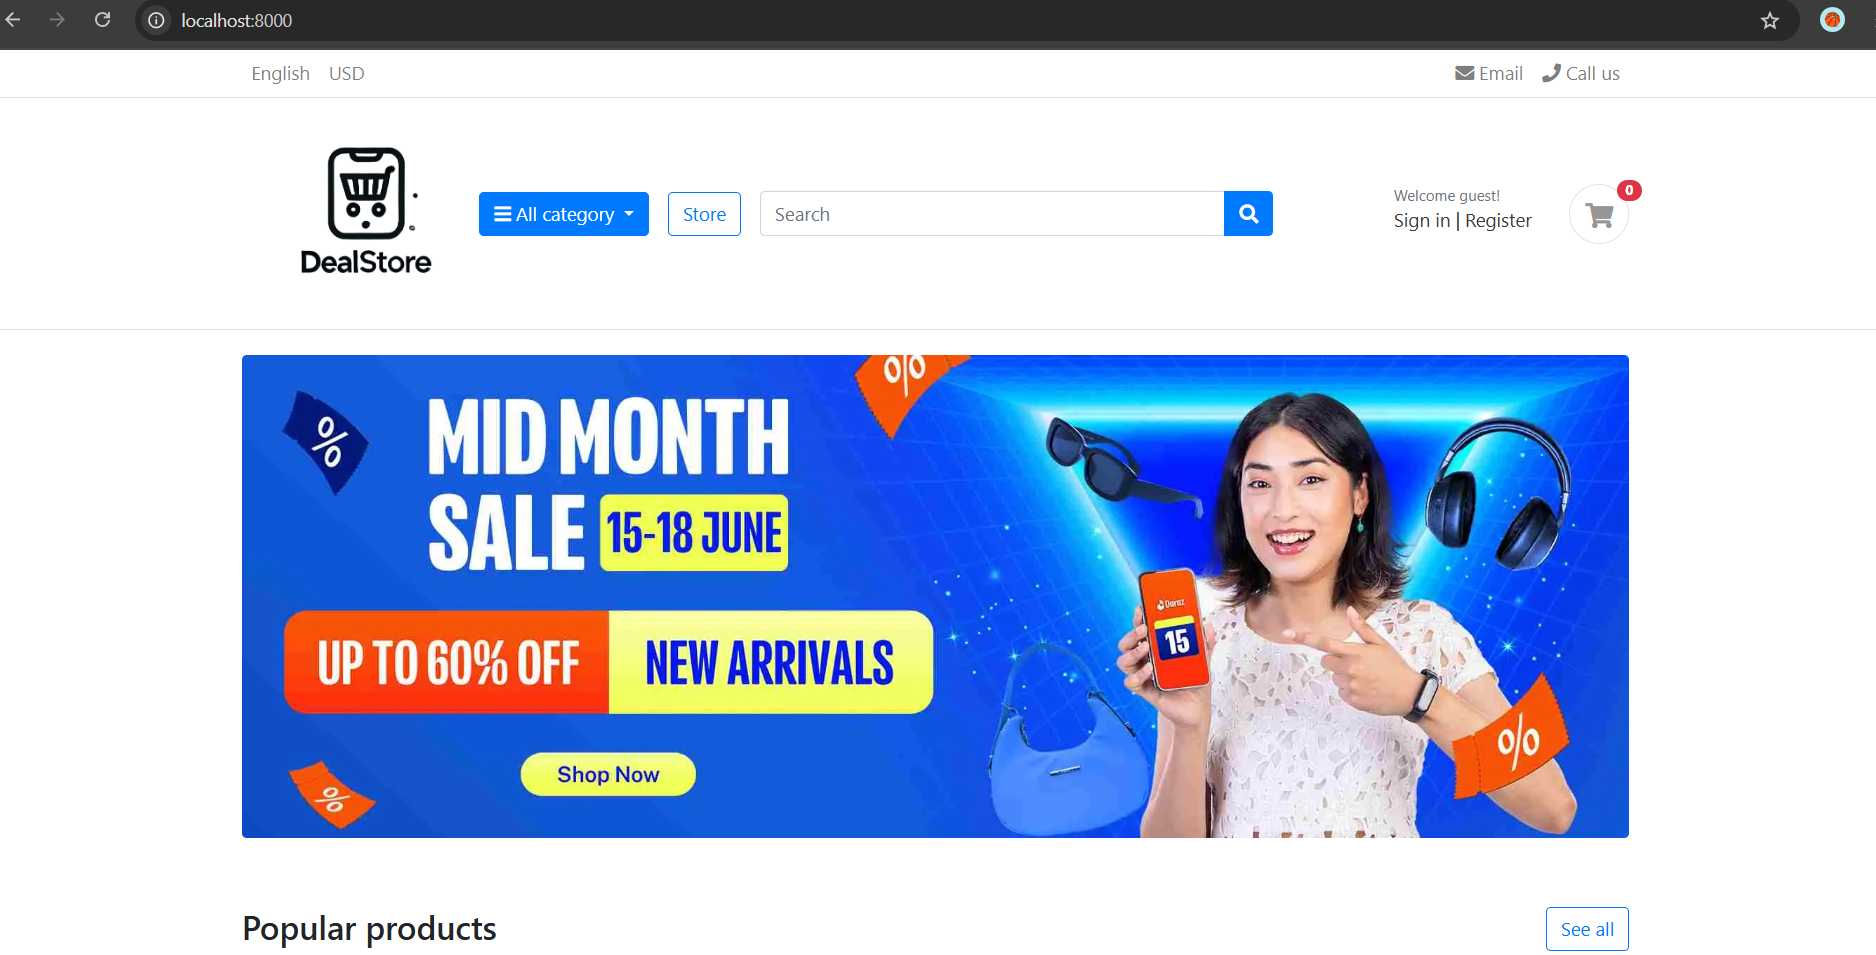 localhost:8000
English USD
Email Call us
DealStore
All category
Store
Search
Welcome guest!
Sign in | Register
0
%
%
MID MONTH
SALE 15-18 JUNE
UP TO 60% OFF NEW ARRIVALS
Daraz
15
%
%
Shop Now
Popular products
See all